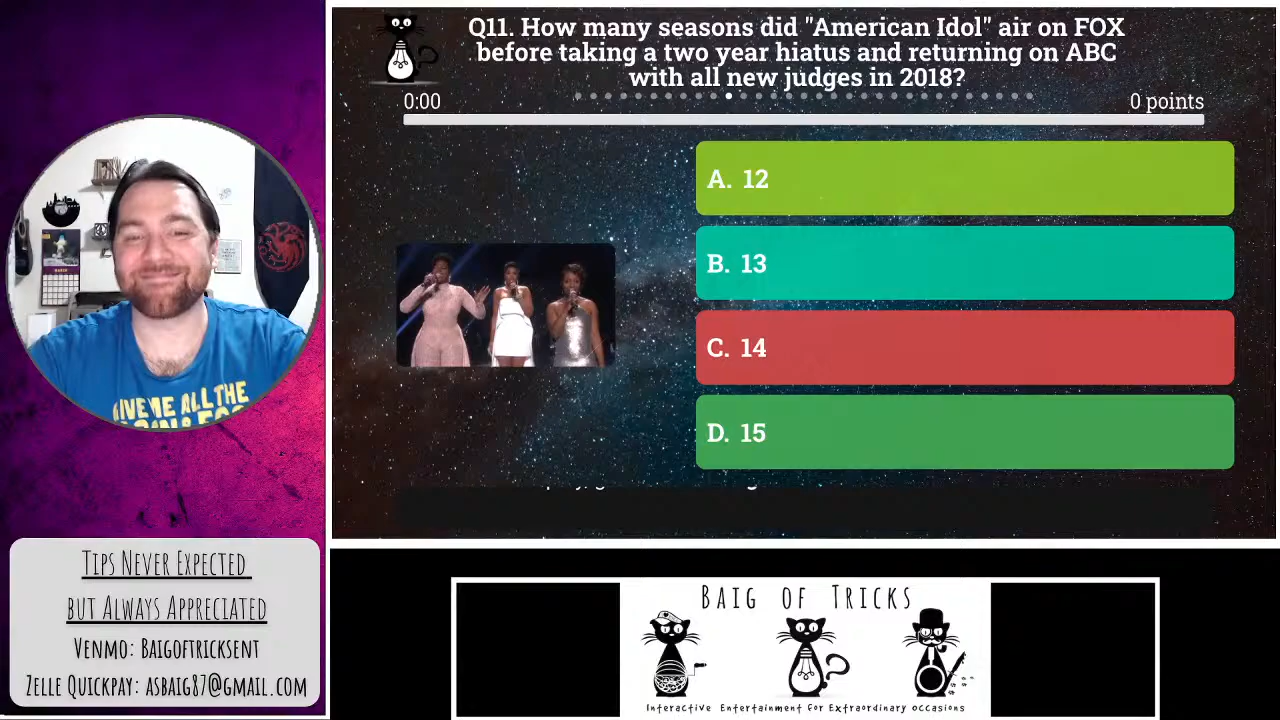 Q11. How many seasons did "American Idol" air on FOX
before taking a two year hiatus and returning on ABC
with all new judges in 2018?
0:00
0 points
A. 12
B. 13
C. 14
D. 15
Tips Never Expected
but Always Appreciated
Venmo: Baigoftricksent
Zelle Quickpay: asbaig87@gmail.com
Baig of Tricks
Interactive Entertainment for Extraordinary Occasions